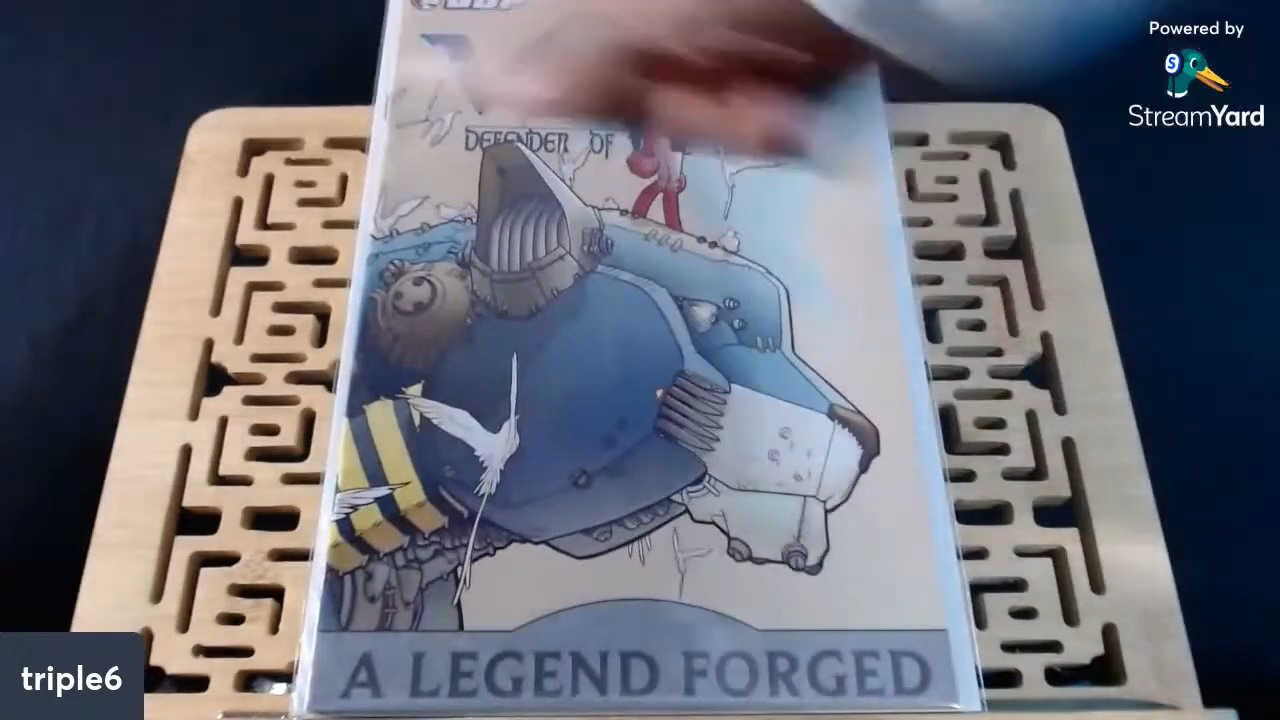 Powered by
StreamYard
DEFENDER OF
A LEGEND FORGED
triple6